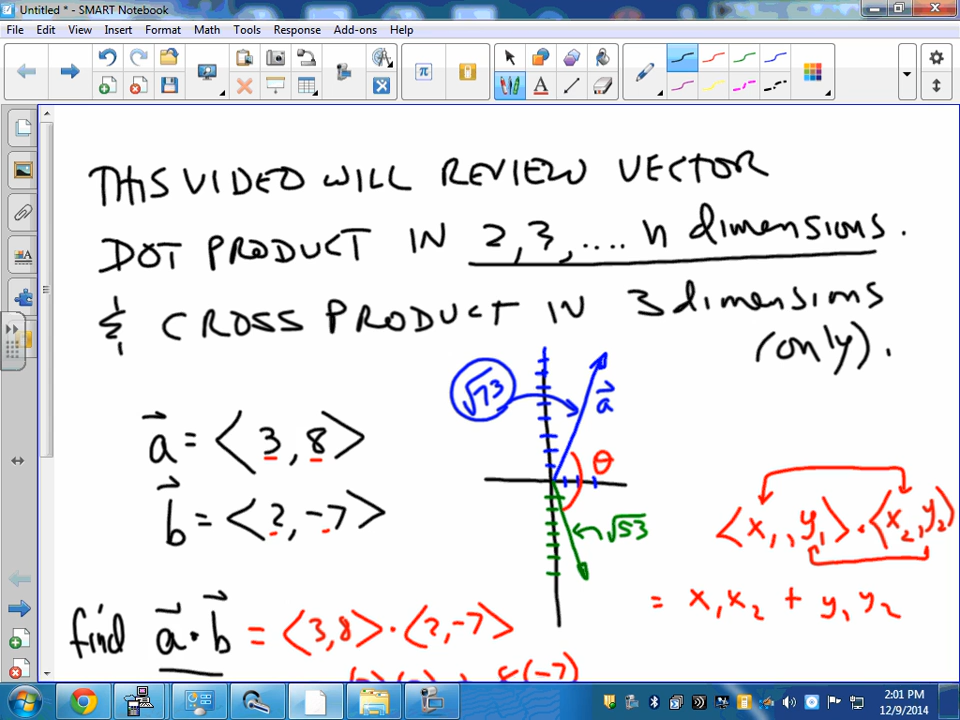 Untitled * - SMART Notebook
File Edit View Insert Format Math Tools Response Add-ons Help
THIS VIDEO WILL REVIEW VECTOR
DOT PRODUCT IN 2,3, .... n dimensions.
& CROSS PRODUCT IN 3 dimensions
(only).
√73
a⃗
a⃗ = <3, 8>
θ
b⃗ = <2, -7>
√53
<x₁, y₁> · <x₂, y₂>
= x₁x₂ + y₁y₂
find a⃗ · b⃗ = <3, 8> · <2, -7>
8(-7)
2:01 PM
12/9/2014